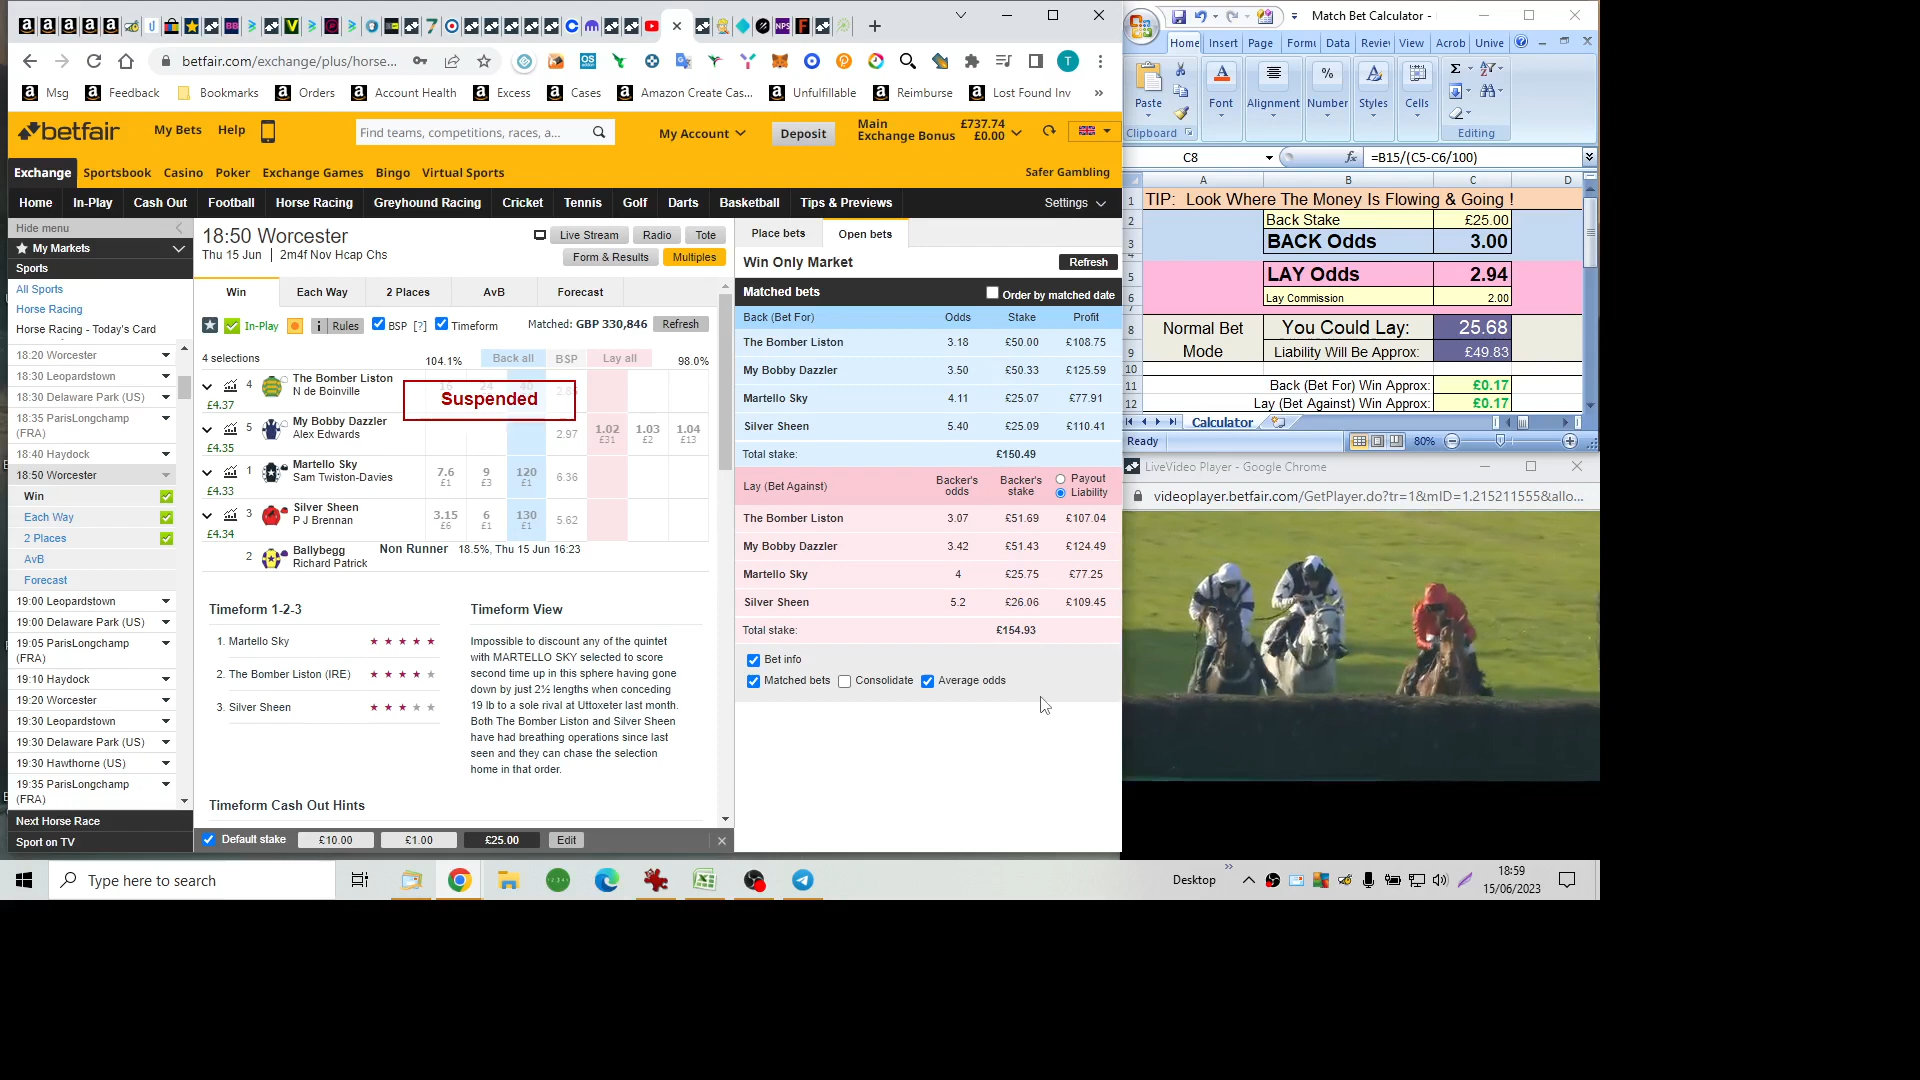 betfair.com/exchange/plus/horse...
Msg Feedback Bookmarks Orders Account Health Excess Cases Amazon Create Cas... Unfulfillable Reimburse Lost Found Inv »
betfair My Bets Help Find teams, competitions, races, a... My Account Deposit Main £737.74
Exchange Bonus £0.00
Exchange Sportsbook Casino Poker Exchange Games Bingo Virtual Sports Safer Gambling
Home In-Play Cash Out Football Horse Racing Greyhound Racing Cricket Tennis Golf Darts Basketball Tips & Previews Settings
Hide menu
My Markets
Sports
All Sports
Horse Racing
Horse Racing - Today's Card
18:20 Worcester
18:30 Leopardstown
18:30 Delaware Park (US)
18:35 ParisLongchamp
(FRA)
18:40 Haydock
18:50 Worcester
Win
Each Way
2 Places
AvB
Forecast
19:00 Leopardstown
19:00 Delaware Park (US)
19:05 ParisLongchamp
(FRA)
19:10 Haydock
19:20 Worcester
19:30 Leopardstown
19:30 Delaware Park (US)
19:30 Hawthorne (US)
19:35 ParisLongchamp
(FRA)
Next Horse Race
Sport on TV
18:50 Worcester Live Stream Radio Tote
Thu 15 Jun | 2m4f Nov Hcap Chs Form & Results Multiples
Win Each Way 2 Places AvB Forecast
In-Play i Rules BSP [?] Timeform Matched: GBP 330,846 Refresh
4 selections 104.1% Back all BSP Lay all 98.0%
4 The Bomber Liston
N de Boinville
£4.37
Suspended
5 My Bobby Dazzler
Alex Edwards 2.97 1.02 1.03 1.04
£31 £2 £13
£4.35
1 Martello Sky
Sam Twiston-Davies 7.6 9 120 6.36
£1 £3 £1
£4.33
3 Silver Sheen
P J Brennan 3.15 6 130 5.62
£6 £1 £1
£4.34
2 Ballybegg Non Runner 18.5%, Thu 15 Jun 16:23
Richard Patrick
Timeform 1-2-3
1. Martello Sky
2. The Bomber Liston (IRE)
3. Silver Sheen
Timeform View
Impossible to discount any of the quintet
with MARTELLO SKY selected to score
second time up in this sphere having gone
down by just 2½ lengths when conceding
19 lb to a sole rival at Uttoxeter last month.
Both The Bomber Liston and Silver Sheen
have had breathing operations since last
seen and they can chase the selection
home in that order.
Timeform Cash Out Hints
Default stake £10.00 £1.00 £25.00 Edit
Place bets Open bets
Win Only Market Refresh
Matched bets Order by matched date
Back (Bet For) Odds Stake Profit
The Bomber Liston 3.18 £50.00 £108.75
My Bobby Dazzler 3.50 £50.33 £125.59
Martello Sky 4.11 £25.07 £77.91
Silver Sheen 5.40 £25.09 £110.41
Total stake: £150.49
Lay (Bet Against) Backer's odds Backer's stake Payout Liability
The Bomber Liston 3.07 £51.69 £107.04
My Bobby Dazzler 3.42 £51.43 £124.49
Martello Sky 4 £25.75 £77.25
Silver Sheen 5.2 £26.06 £109.45
Total stake: £154.93
Bet info
Matched bets Consolidate Average odds
Match Bet Calculator -
Home Insert Page Formu Data Review View Acrob Unive
Paste Font Alignment Number Styles Cells
Clipboard Editing
C8 fx =B15/(C5-C6/100)
A B C D
1 TIP: Look Where The Money Is Flowing & Going !
2 Back Stake £25.00
3 BACK Odds 3.00
5 LAY Odds 2.94
6 Lay Commission 2.00
8 Normal Bet You Could Lay: 25.68
9 Mode Liability Will Be Approx: £49.83
10
11 Back (Bet For) Win Approx: £0.17
12 Lay (Bet Against) Win Approx: £0.17
Calculator
Ready 80%
LiveVideo Player - Google Chrome
videoplayer.betfair.com/GetPlayer.do?tr=1&mID=1.215211555&allo...
Type here to search Desktop 18:59
15/06/2023